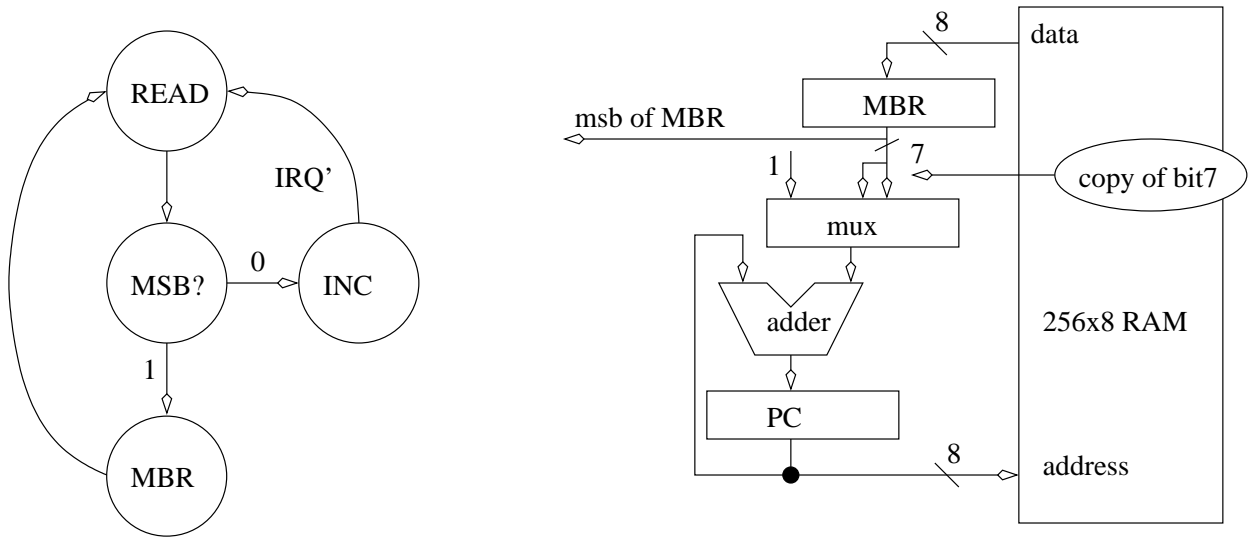 READ
IRQ’
MSB?
0
INC
1
MBR
8
data
MBR
msb of MBR
7
1
copy of bit7
mux
adder
256x8 RAM
PC
8
address